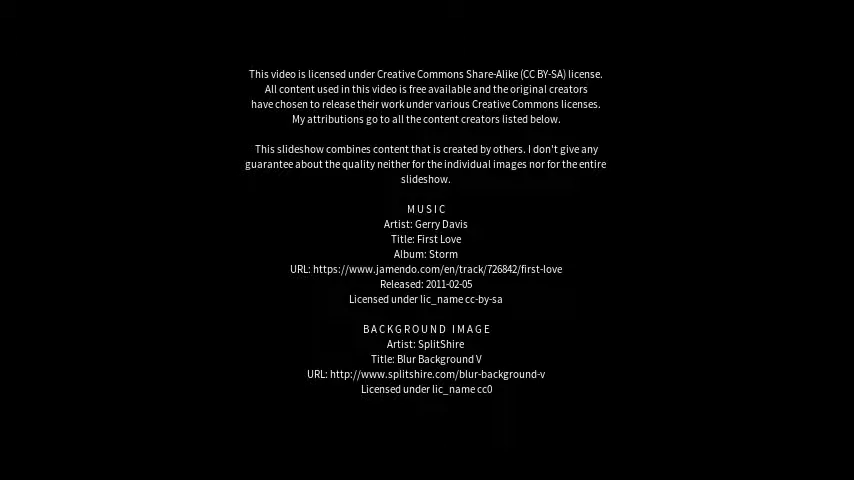 This video is licensed under Creative Commons Share-Alike (CC BY-SA) license.
All content used in this video is free available and the original creators
have chosen to release their work under various Creative Commons licenses.
My attributions go to all the content creators listed below.
This slideshow combines content that is created by others. I don't give any
guarantee about the quality neither for the individual images nor for the entire
slideshow.
MUSIC
Artist: Gerry Davis
Title: First Love
Album: Storm
URL: https://www.jamendo.com/en/track/726842/first-love
Released: 2011-02-05
Licensed under lic_name cc-by-sa
BACKGROUND IMAGE
Artist: SplitShire
Title: Blur Background V
URL: http://www.splitshire.com/blur-background-v
Licensed under lic_name cc0